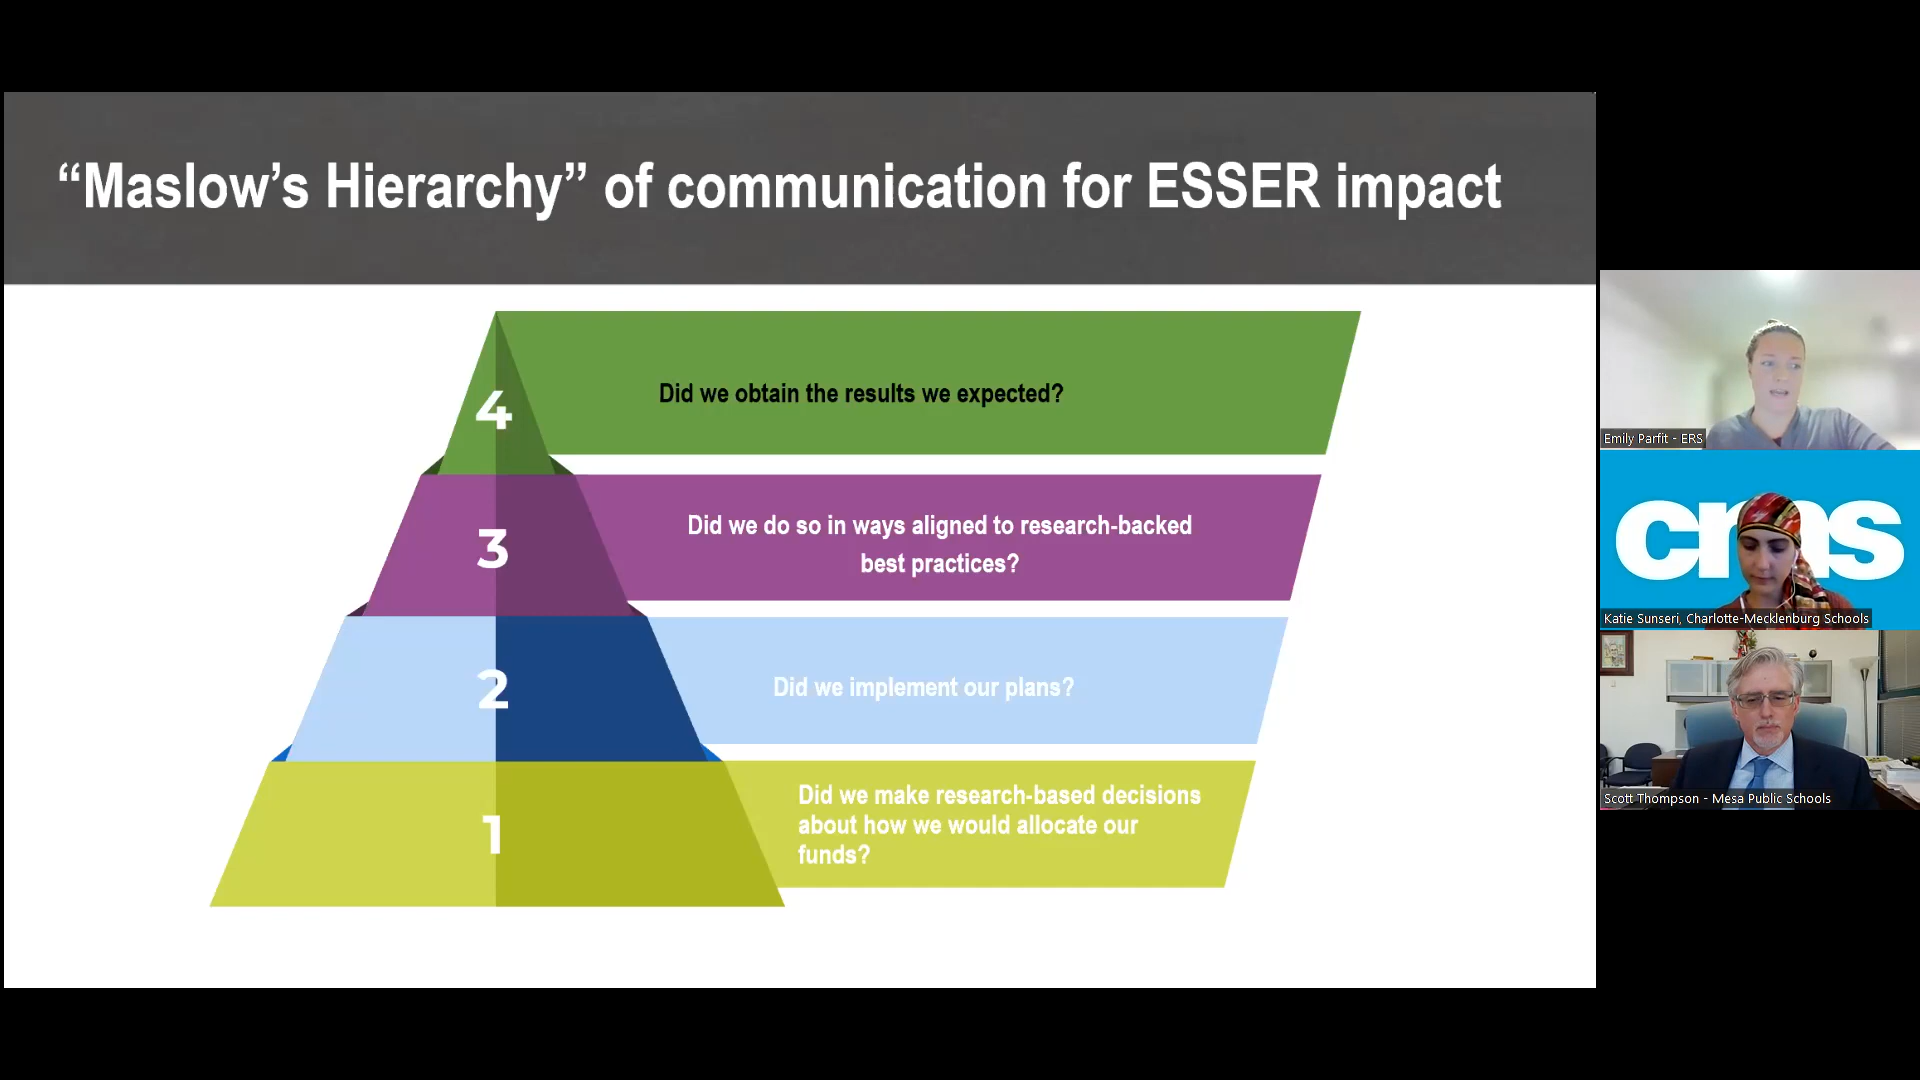 “Maslow’s Hierarchy” of communication for ESSER impact
4
Did we obtain the results we expected?
3
Did we do so in ways aligned to research-backed
best practices?
2
Did we implement our plans?
1
Did we make research-based decisions
about how we would allocate our
funds?
Emily Parfit - ERS
cms
Katie Sunseri, Charlotte-Mecklenburg Schools
Scott Thompson - Mesa Public Schools